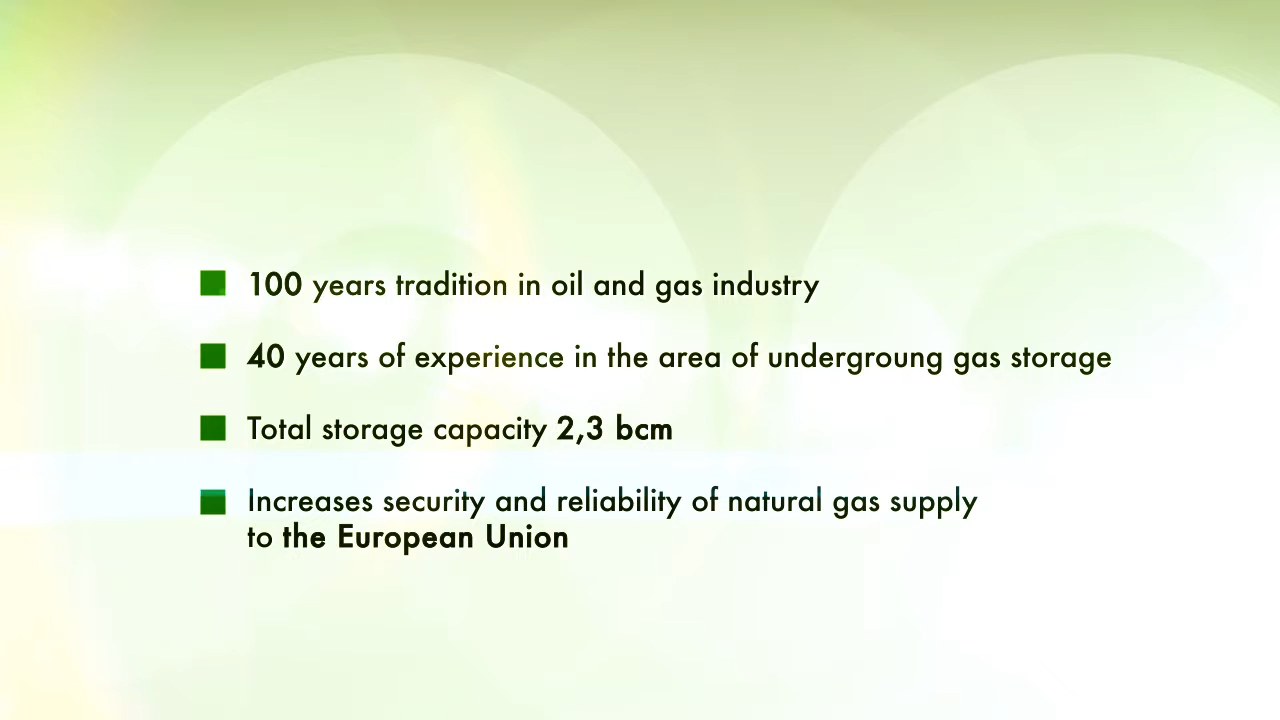 100 years tradition in oil and gas industry
40 years of experience in the area of undergroung gas storage
Total storage capacity 2,3 bcm
Increases security and reliability of natural gas supply
to the European Union